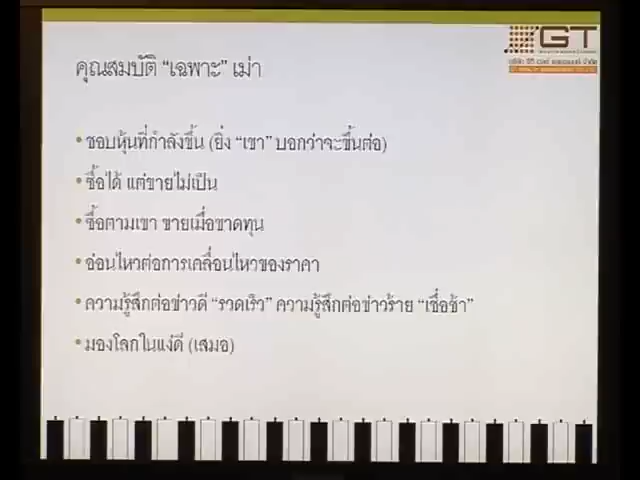 GT
คุณสมบัติ “เฉพาะ” เม่า
•ชอบหุ้นที่กำลังขึ้น (ยิ่ง “เขา” บอกว่าจะขึ้นต่อ)
•ซื้อได้ แต่ขายไม่เป็น
•ซื้อตามเขา ขายเมื่อขาดทุน
•อ่อนไหวต่อการเคลื่อนไหวของราคา
•ความรู้สึกต่อข่าวดี “รวดเร็ว” ความรู้สึกต่อข่าวร้าย “เชื่อช้า”
•มองโลกในแง่ดี (เสมอ)